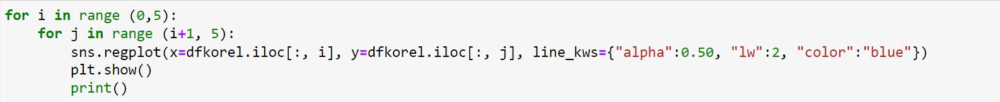 for i in range (0,5):
    for j in range (i+1, 5):
        sns.regplot(x=dfkorel.iloc[:, i], y=dfkorel.iloc[:, j], line_kws={"alpha":0.50, "lw":2, "color":"blue"})
        plt.show()
        print()